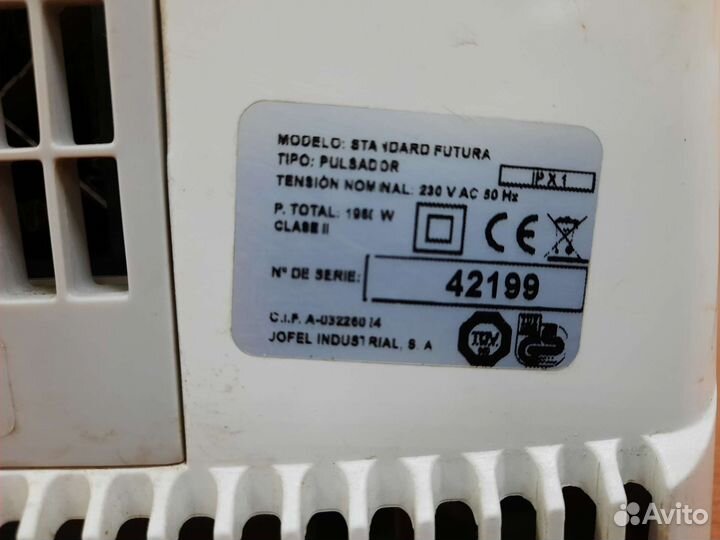 MODELO: STANDARD FUTURA
TIPO: PULSADOR
IPX1
TENSIÓN NOMINAL: 230 V AC 50 Hz
P. TOTAL: W
CLASE II
CE
Nº DE SERIE: 42199
C.I.F.
JOFEL INDUSTRIAL, S.A
Avito